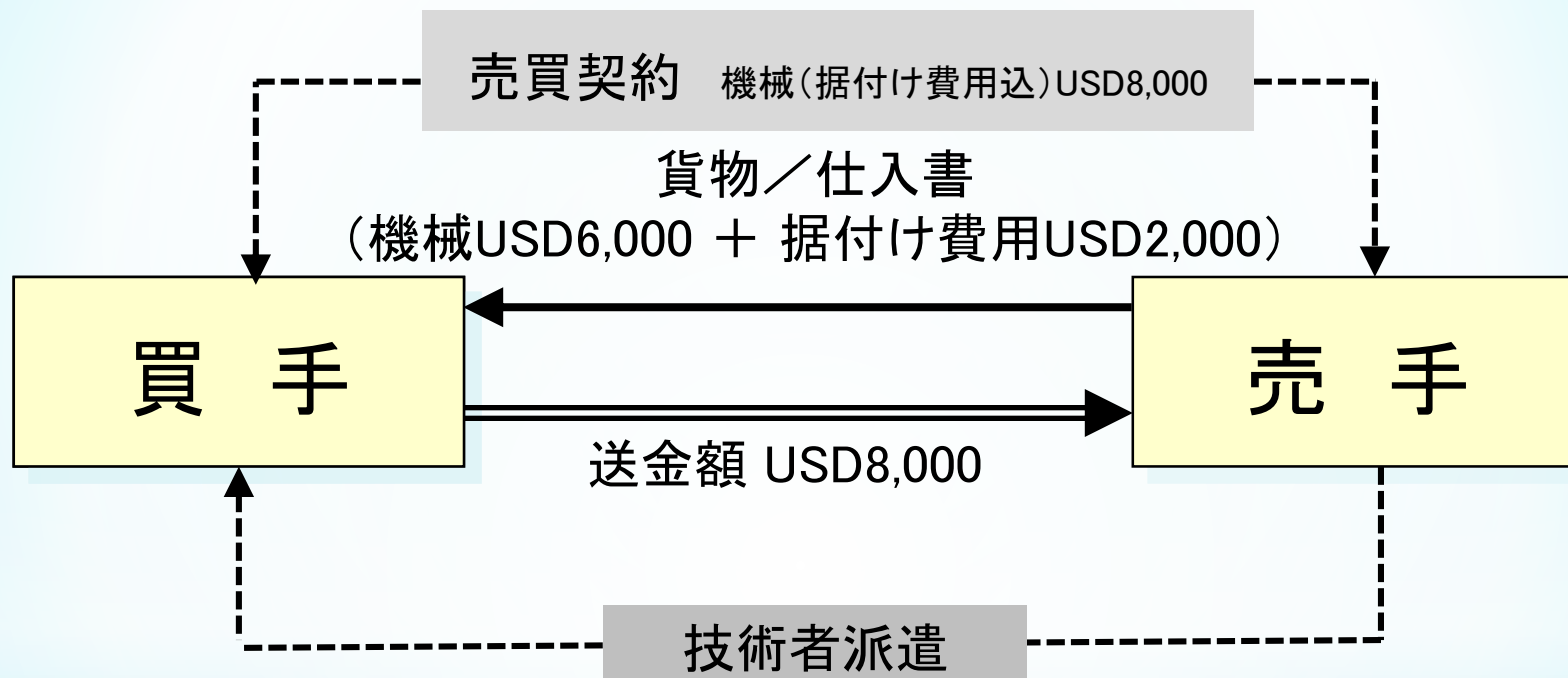 売買契約 機械（据付け費用込）USD8,000
貨物／仕入書
（機械USD6,000 ＋ 据付け費用USD2,000）
買 手
売 手
送金額 USD8,000
技術者派遣